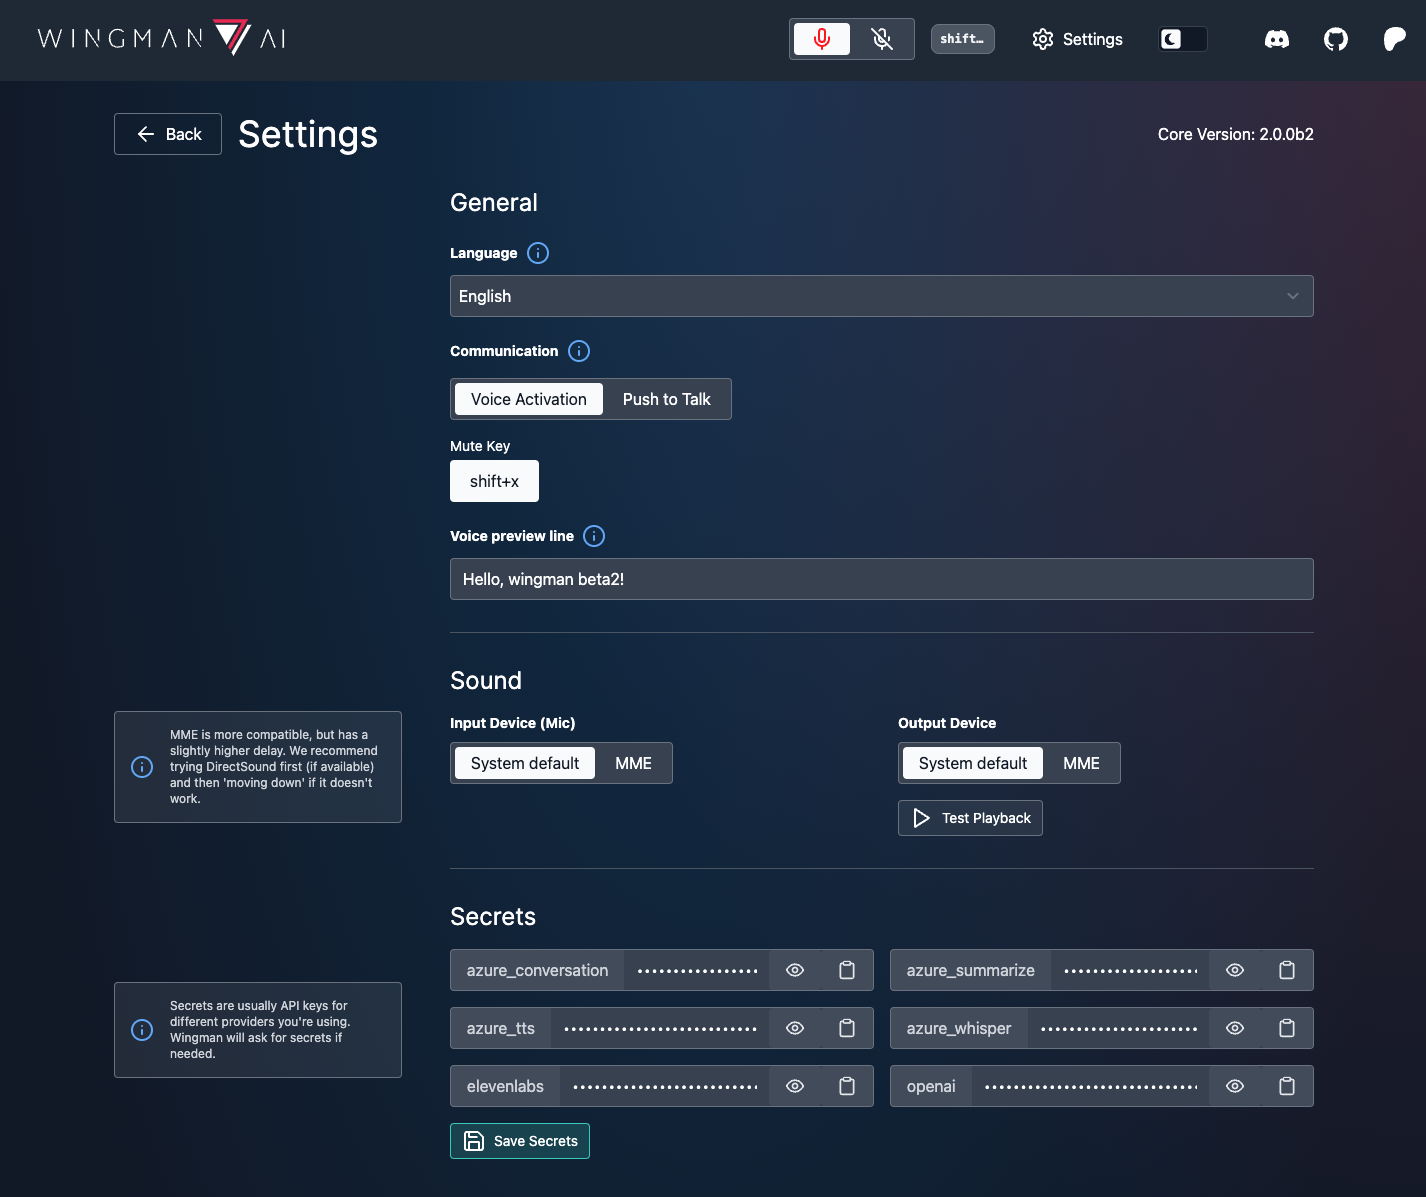 WINGMAN AI
shift…
Settings
Back
Settings
Core Version: 2.0.0b2
General
Language
English
Communication
Voice Activation
Push to Talk
Mute Key
shift+x
Voice preview line
Hello, wingman beta2!
Sound
MME is more compatible, but has a
slightly higher delay. We recommend
trying DirectSound first (if available)
and then 'moving down' if it doesn't
work.
Input Device (Mic)
System default
MME
Output Device
System default
MME
Test Playback
Secrets
Secrets are usually API keys for
different providers you're using.
Wingman will ask for secrets if
needed.
azure_conversation
azure_summarize
azure_tts
azure_whisper
elevenlabs
openai
Save Secrets